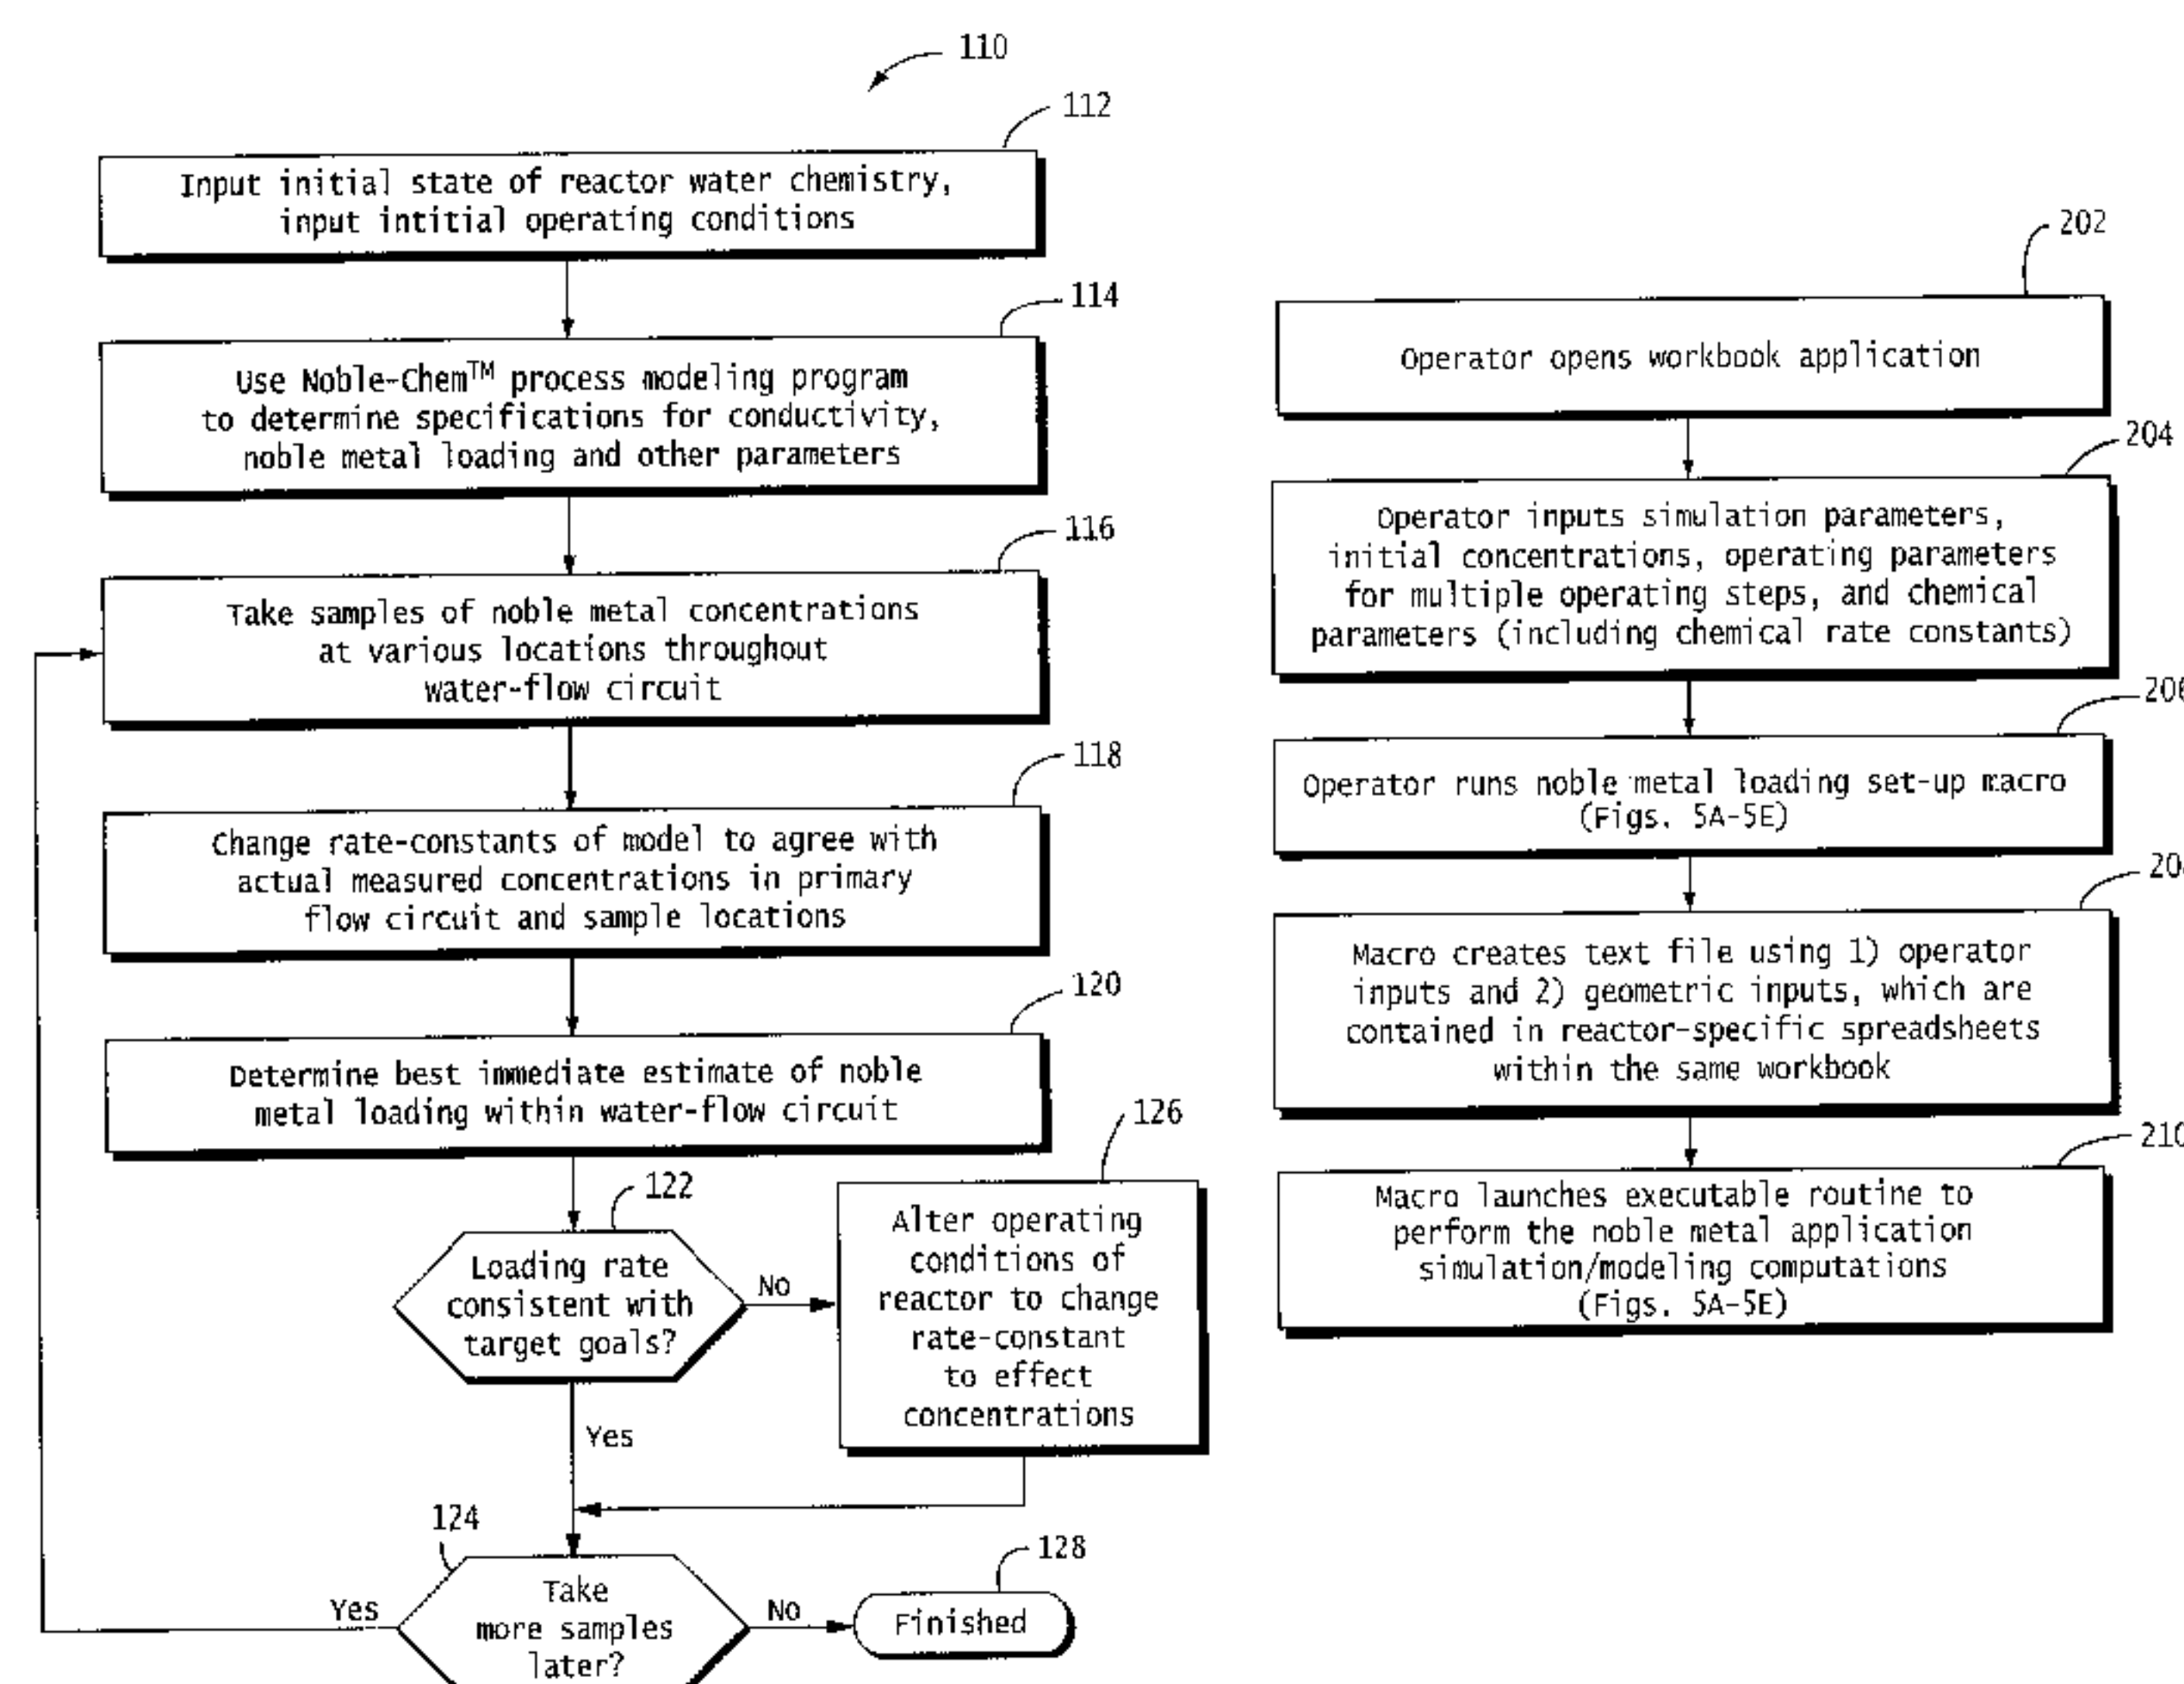 110
112
Input initial state of reactor water chemistry,
input intitial operating conditions
114
Use Noble-Chem™ process modeling program
to determine specifications for conductivity,
noble metal loading and other parameters
116
Take samples of noble metal concentrations
at various locations throughout
water-flow circuit
118
Change rate-constants of model to agree with
actual measured concentrations in primary
flow circuit and sample locations
120
Determine best immediate estimate of noble
metal loading within water-flow circuit
122
Loading rate
consistent with
target goals?
No
Yes
126
Alter operating
conditions of
reactor to change
rate-constant
to effect
concentrations
124
Take
more samples
later?
Yes
No
128
Finished
202
Operator opens workbook application
204
Operator inputs simulation parameters,
initial concentrations, operating parameters
for multiple operating steps, and chemical
parameters (including chemical rate constants)
206
Operator runs noble metal loading set-up macro
(Figs. 5A-5E)
Macro creates text file using 1) operator
inputs and 2) geometric inputs, which are
contained in reactor-specific spreadsheets
within the same workbook
210
Macro launches executable routine to
perform the noble metal application
simulation/modeling computations
(Figs. 5A-5E)